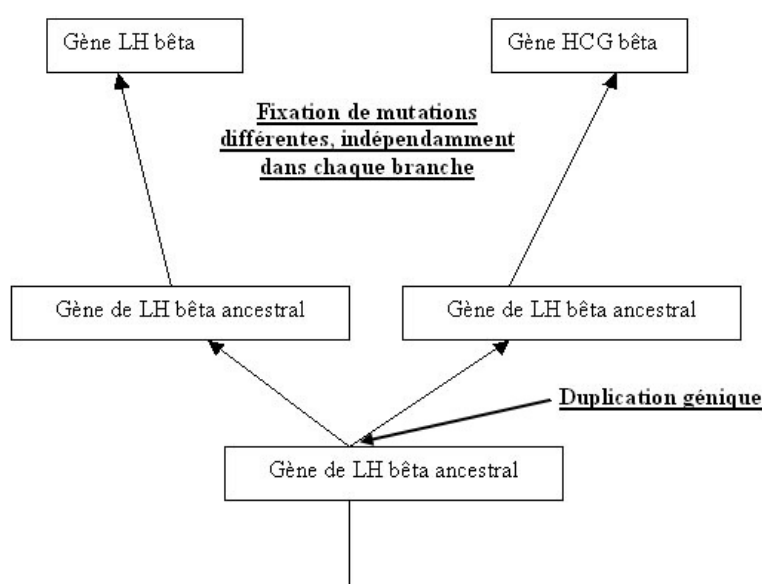 Gène LH bêta
Gène HCG bêta
Fixation de mutations
différentes, indépendamment
dans chaque branche
Gène de LH bêta ancestral
Gène de LH bêta ancestral
Duplication génique
Gène de LH bêta ancestral